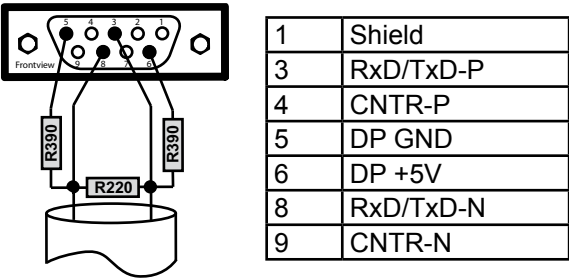 5 4 3 2 1
9 8 7 6
Frontview
R390
R390
R220
1 Shield
3 RxD/TxD-P
4 CNTR-P
5 DP GND
6 DP +5V
8 RxD/TxD-N
9 CNTR-N